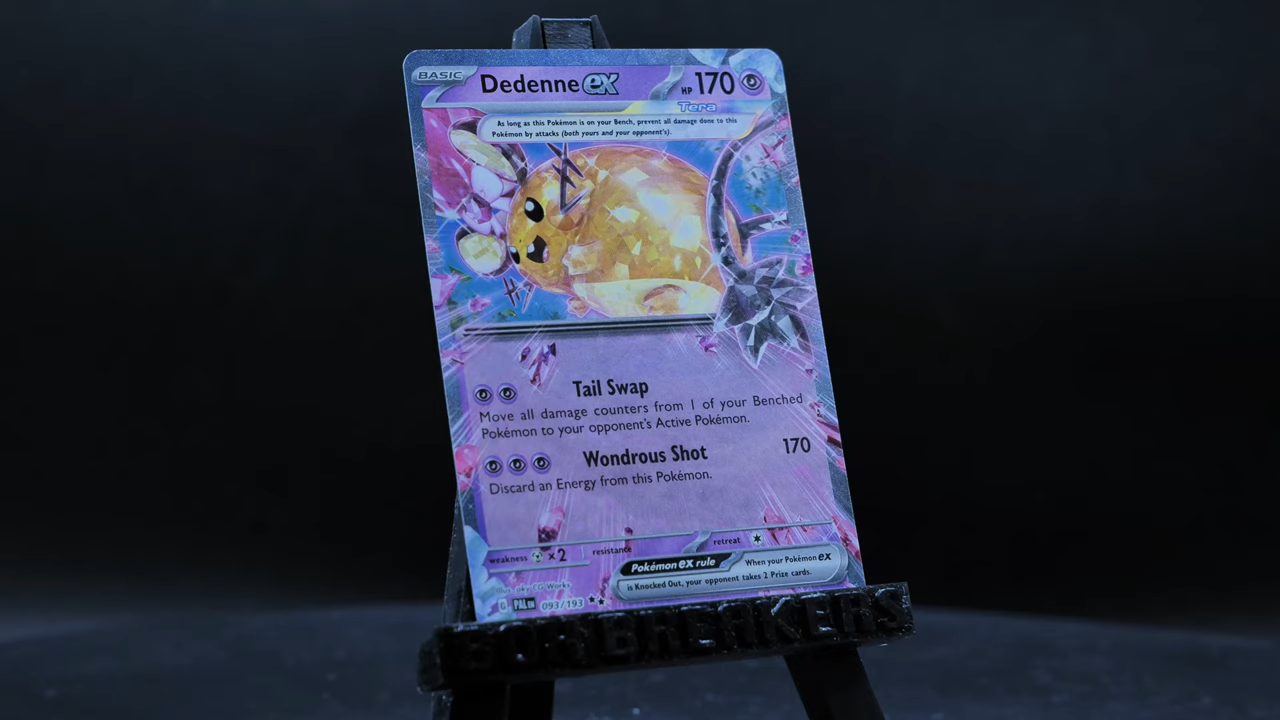 BASIC Dedenne ex HP 170
Tera
As long as this Pokémon is on your Bench, prevent all damage done to this
Pokémon by attacks (both yours and your opponent's).
Tail Swap
Move all damage counters from 1 of your Benched
Pokémon to your opponent's Active Pokémon.
Wondrous Shot 170
Discard an Energy from this Pokémon.
weakness ×2 resistance retreat
Pokémon ex rule When your Pokémon ex
is Knocked Out, your opponent takes 2 Prize cards.
CG Works
G PAL EN 093/193
BREAKERS